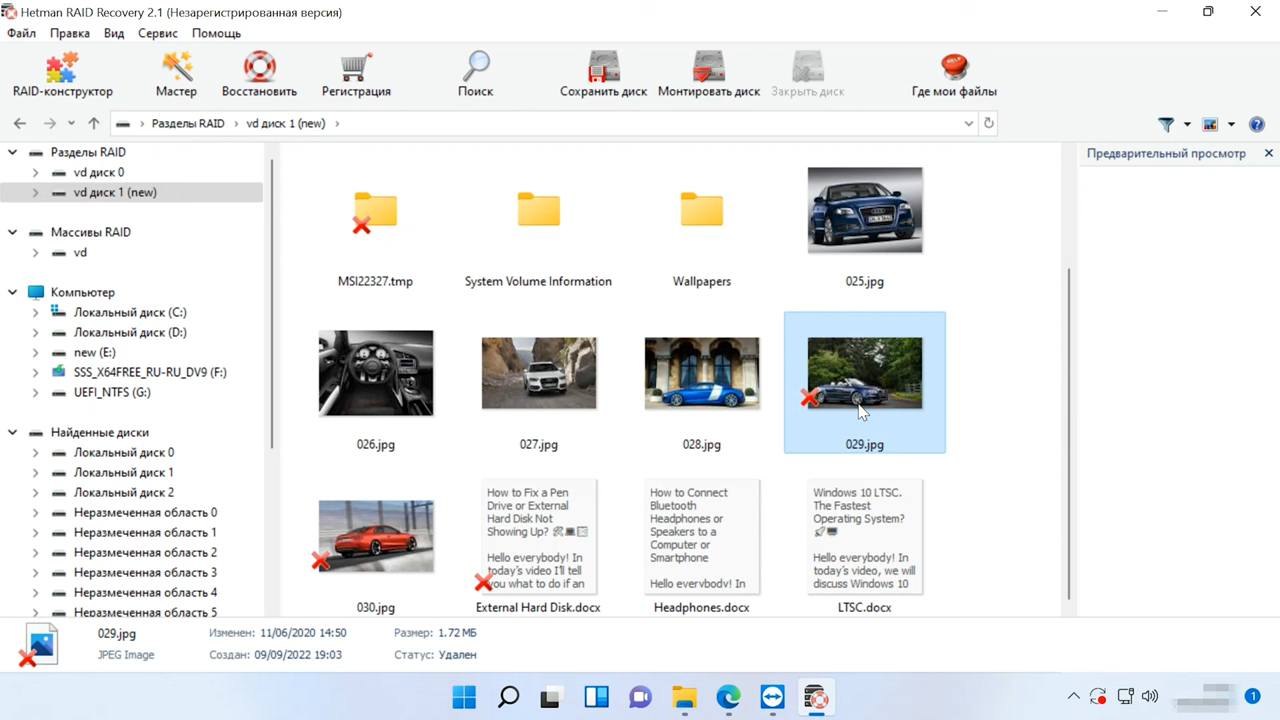 Hetman RAID Recovery 2.1 (Незарегистрированная версия)
Файл Правка Вид Сервис Помощь
RAID-конструктор Мастер Восстановить Регистрация Поиск Сохранить диск Монтировать диск Закрыть диск Где мои файлы
HELP
Разделы RAID > vd диск 1 (new) >
Предварительный просмотр
Разделы RAID
vd диск 0
vd диск 1 (new)
Массивы RAID
vd
Компьютер
Локальный диск (C:)
Локальный диск (D:)
new (E:)
SSS_X64FREE_RU-RU_DV9 (F:)
UEFI_NTFS (G:)
Найденные диски
Локальный диск 0
Локальный диск 1
Локальный диск 2
Неразмеченная область 0
Неразмеченная область 1
Неразмеченная область 2
Неразмеченная область 3
Неразмеченная область 4
Неразмеченная область 5
MSI22327.tmp System Volume Information Wallpapers 025.jpg
026.jpg 027.jpg 028.jpg 029.jpg
How to Fix a Pen
Drive or External
Hard Disk Not
Showing Up?
Hello everybody! In
today's video I'll tell
you what to do if an
How to Connect
Bluetooth
Headphones or
Speakers to a
Computer or
Smartphone
Hello everybody! In
Windows 10 LTSC.
The Fastest
Operating System?
Hello everybody! In
today's video, we will
discuss Windows 10
030.jpg External Hard Disk.docx Headphones.docx LTSC.docx
029.jpg Изменен: 11/06/2020 14:50 Размер: 1.72 МБ
JPEG Image Создан: 09/09/2022 19:03 Статус: Удален
1